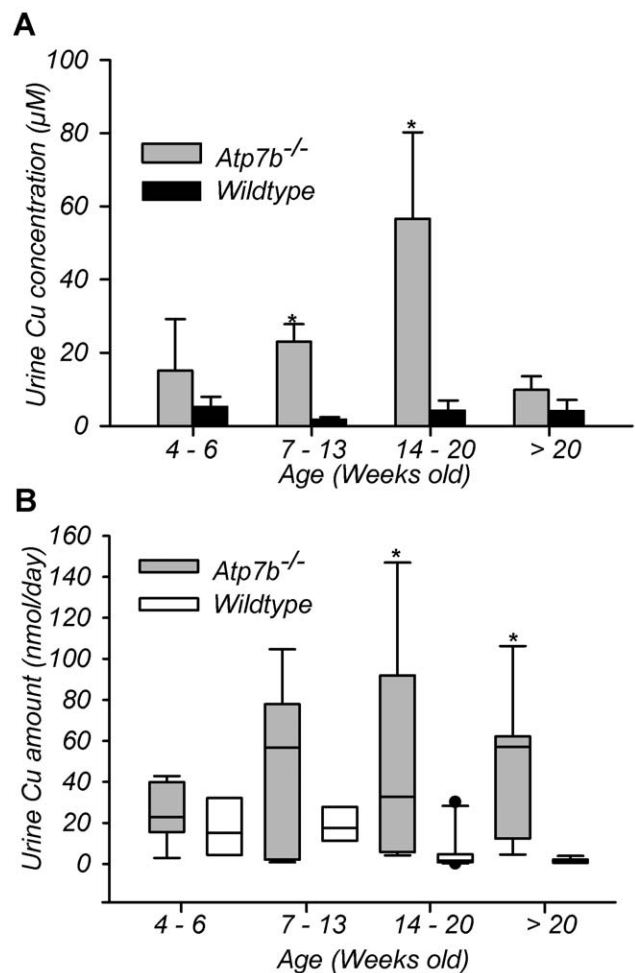 A
Urine Cu concentration (µM)
100
80
60
40
20
0
Atp7b-/-
Wildtype
*
*
4 - 6
7 - 13
14 - 20
> 20
Age (Weeks old)
B
Urine Cu amount (nmol/day)
160
140
120
100
80
60
40
20
0
Atp7b-/-
Wildtype
*
*
4 - 6
7 - 13
14 - 20
> 20
Age (Weeks old)